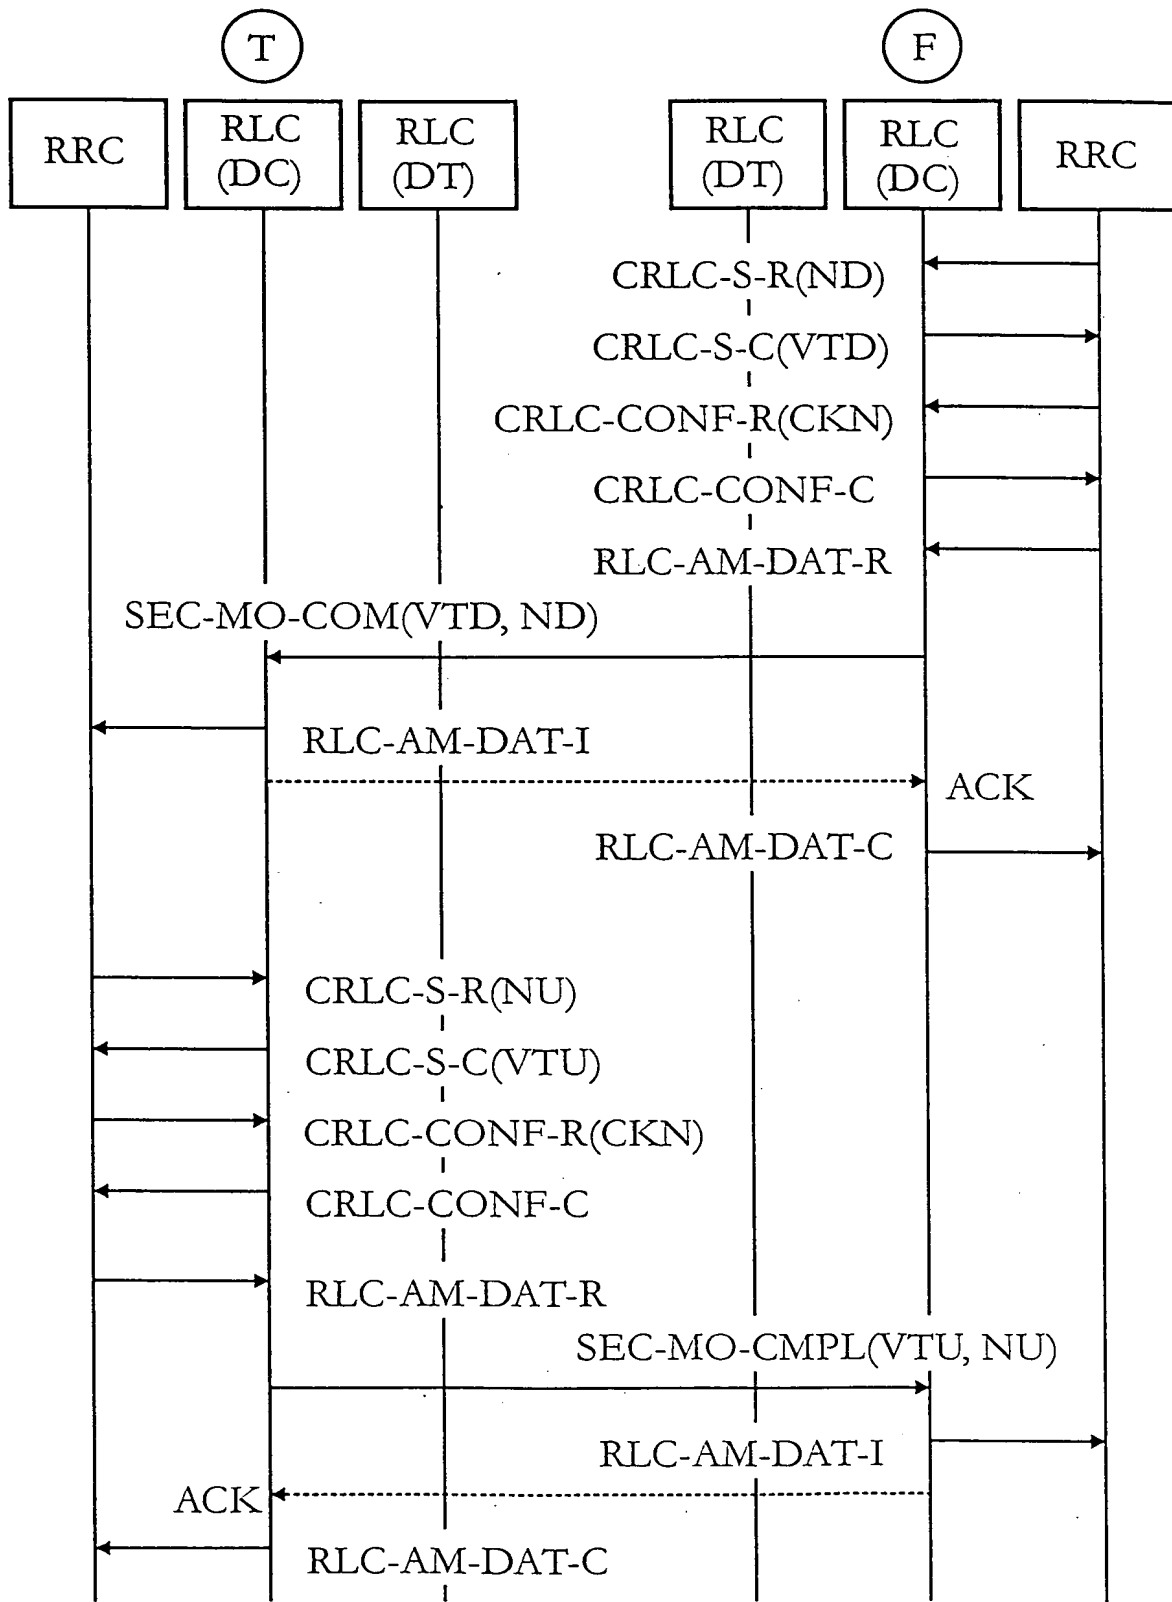 T
F
RRC
RLC
(DC)
RLC
(DT)
RLC
(DT)
RLC
(DC)
RRC
CRLC-S-R(ND)
CRLC-S-C(VTD)
CRLC-CONF-R(CKN)
CRLC-CONF-C
RLC-AM-DAT-R
SEC-MO-COM(VTD, ND)
RLC-AM-DAT-I
ACK
RLC-AM-DAT-C
CRLC-S-R(NU)
CRLC-S-C(VTU)
CRLC-CONF-R(CKN)
CRLC-CONF-C
RLC-AM-DAT-R
SEC-MO-CMPL(VTU, NU)
RLC-AM-DAT-I
ACK
RLC-AM-DAT-C